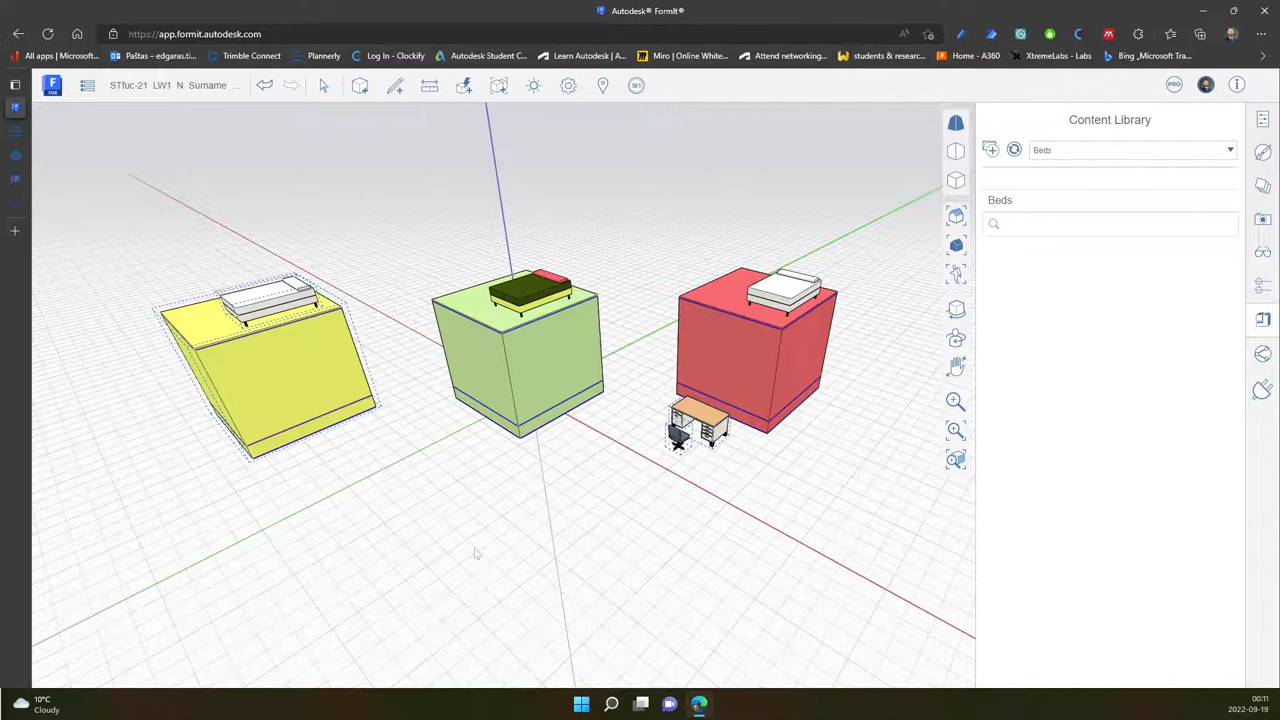 Autodesk® FormIt®
https://app.formit.autodesk.com
All apps | Microsoft...
Paštas – edgaras.ti...
Trimble Connect
Plannerly
Log In - Clockify
Autodesk Student C...
Learn Autodesk | A...
Miro | Online White...
Attend networking,...
students & researc...
Home - A360
XtremeLabs - Labs
Bing „Microsoft Tra...
STfuc-21 LW1 N Surname ...
191
PRO
Content Library
Beds
Beds
10°C
Cloudy
00:11
2022-09-19